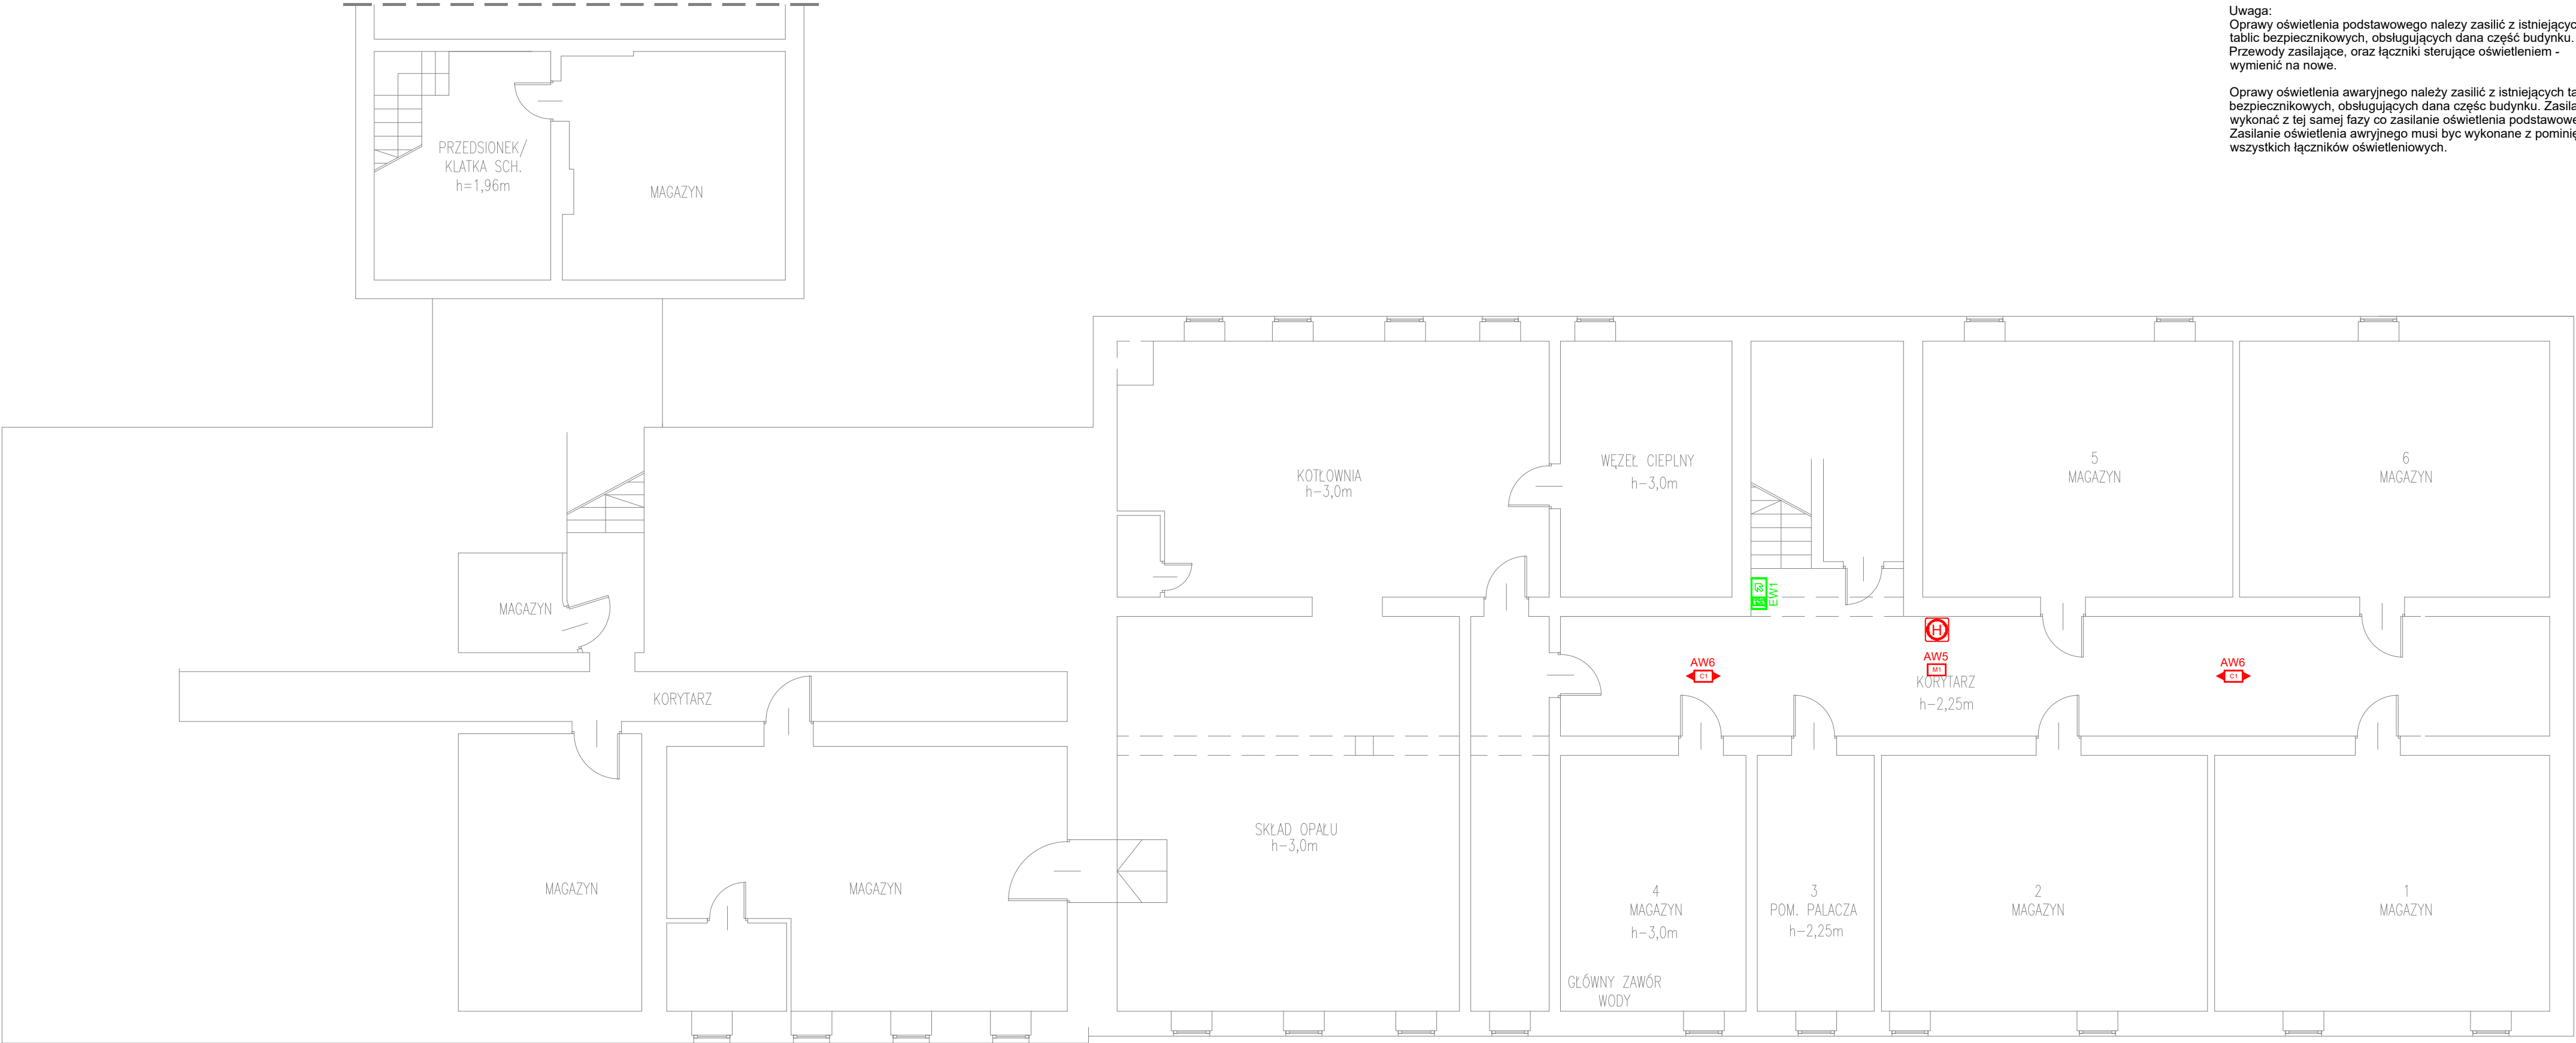 Uwaga:
Oprawy oświetlenia podstawowego nalezy zasilić z istniejącyc
tablic bezpiecznikowych, obsługujących dana część budynku.
Przewody zasilające, oraz łączniki sterujące oświetleniem -
wymienić na nowe.
Oprawy oświetlenia awaryjnego należy zasilić z istniejących ta
bezpiecznikowych, obsługujących dana częśc budynku. Zasila
wykonać z tej samej fazy co zasilanie oświetlenia podstawowe
Zasilanie oświetlenia awryjnego musi byc wykonane z pominię
wszystkich łączników oświetleniowych.
PRZEDSIONEK/
KLATKA SCH.
h=1,96m
MAGAZYN
KOTŁOWNIA
h-3,0m
WĘZEŁ CIEPLNY
h-3,0m
5
MAGAZYN
6
MAGAZYN
MAGAZYN
EW1
H
AW6
C1
AW5
M1
AW6
C1
KORYTARZ
h-2,25m
KORYTARZ
SKŁAD OPAŁU
h-3,0m
MAGAZYN
MAGAZYN
4
MAGAZYN
h-3,0m
3
POM. PALACZA
h-2,25m
2
MAGAZYN
1
MAGAZYN
GŁÓWNY ZAWÓR
WODY